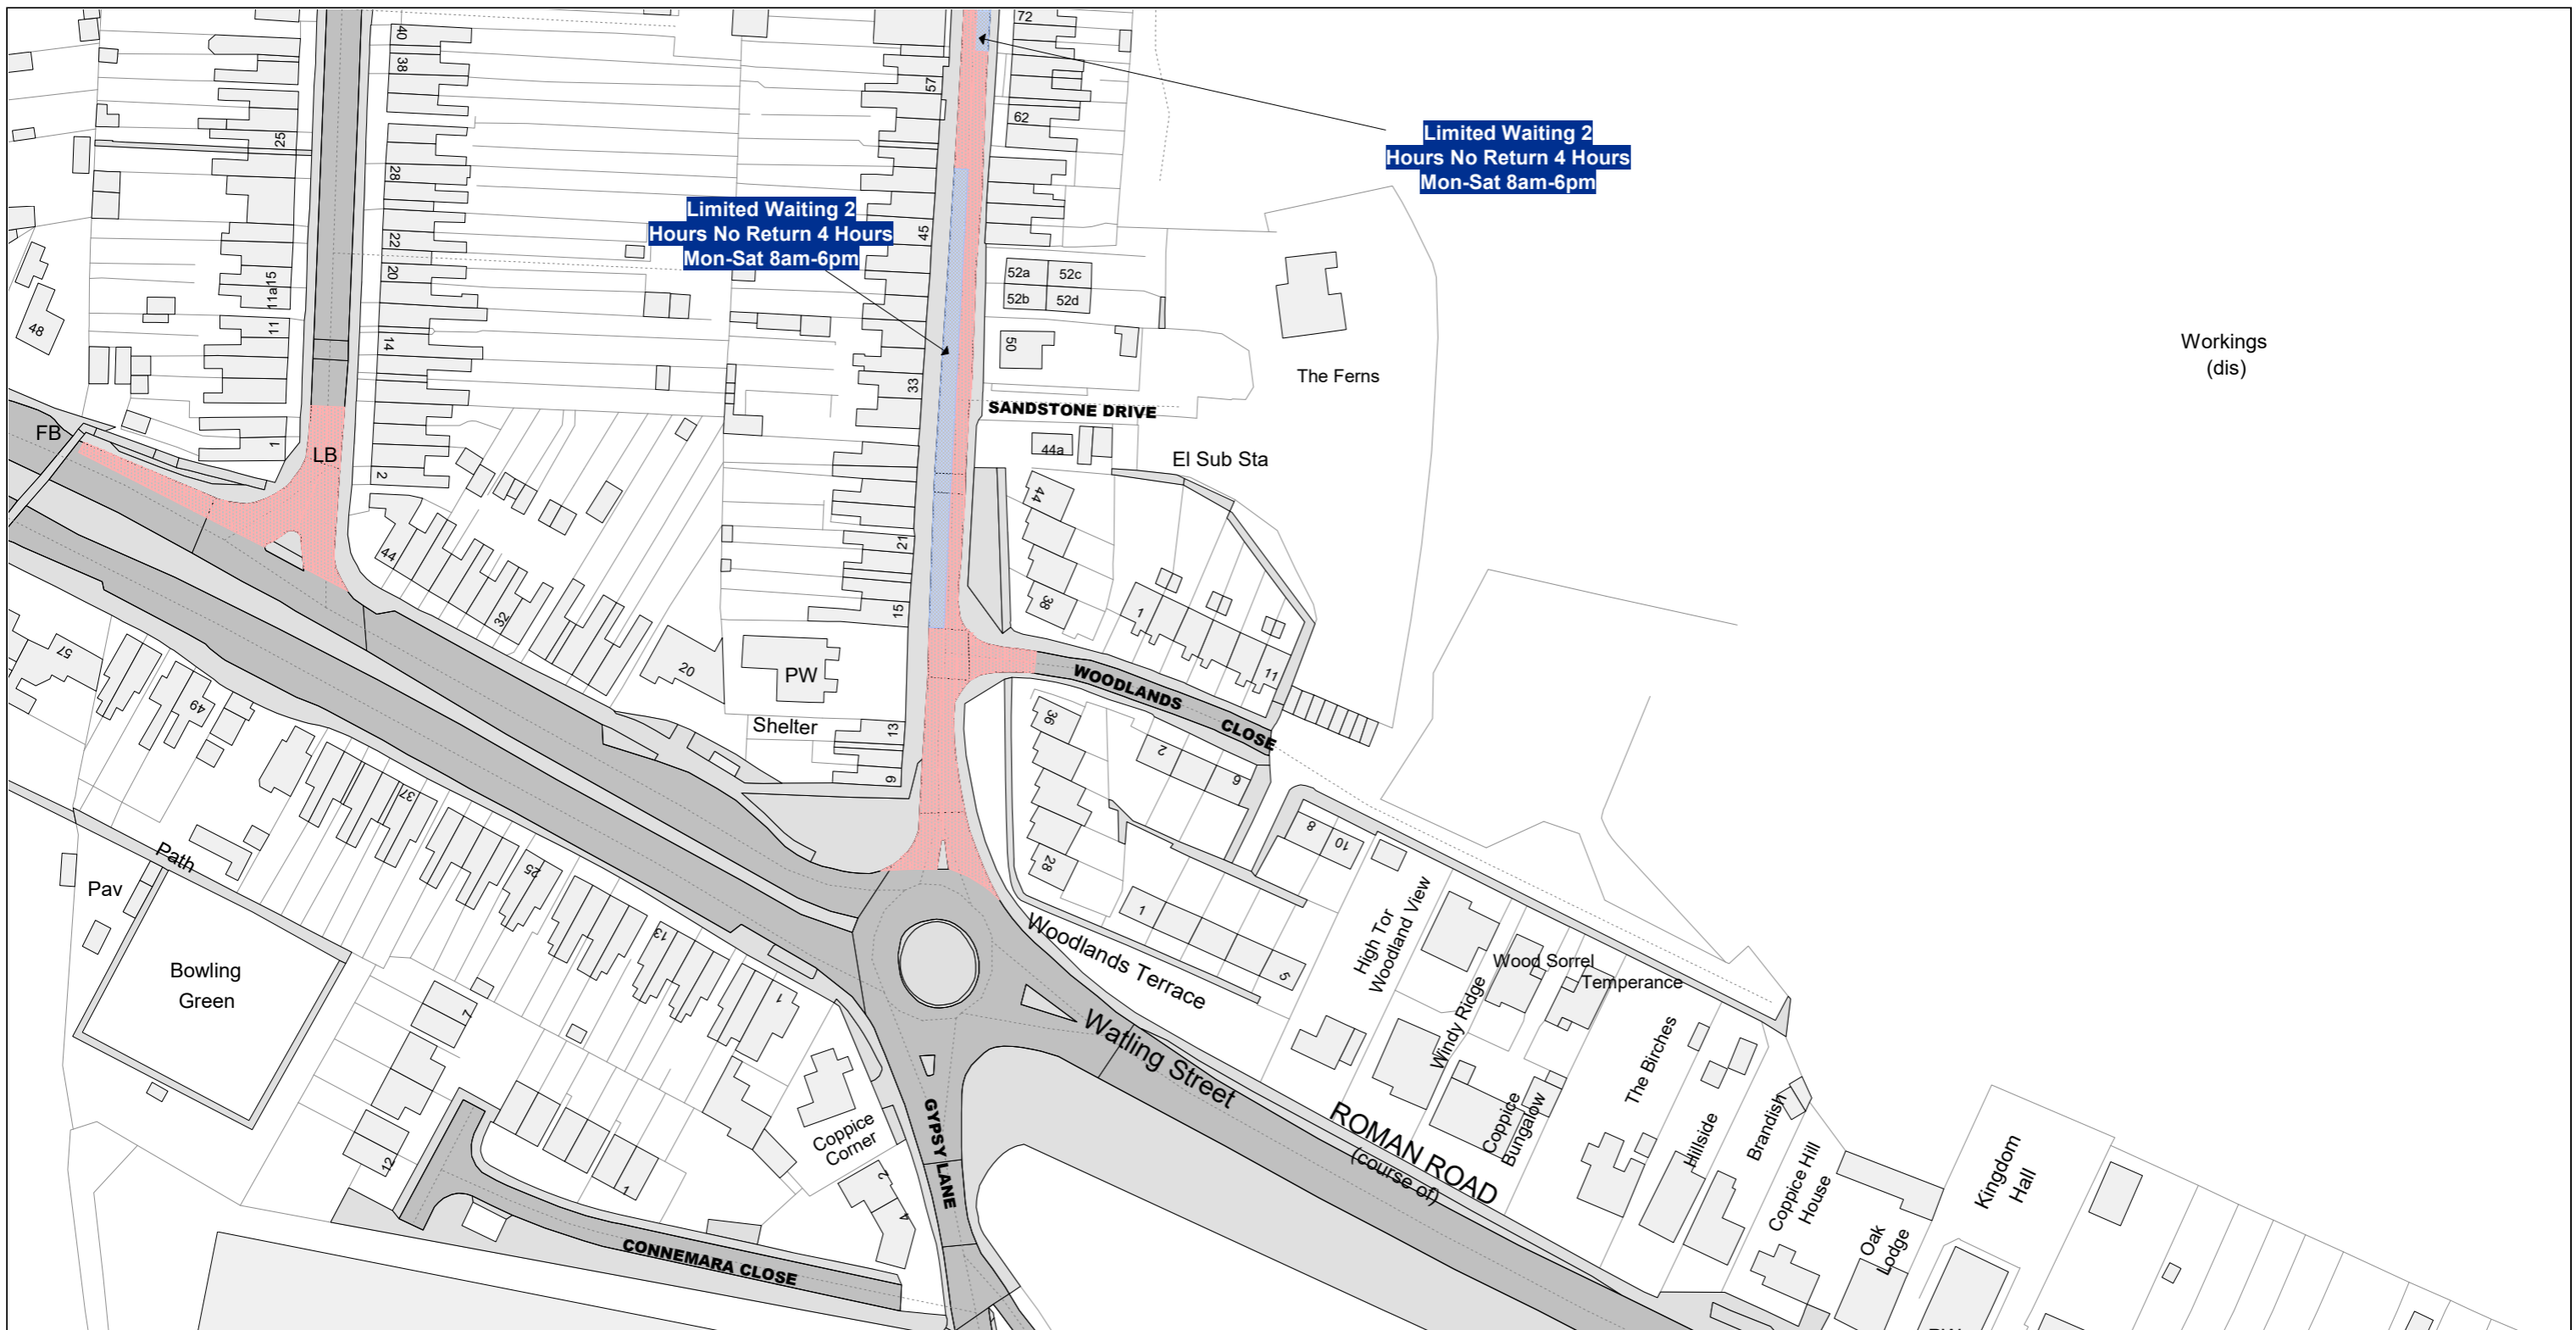 40
38
57
72
62
25
28
22
20
14
11a15
11
1
2
48
FB
LB
Limited Waiting 2
Hours No Return 4 Hours
Mon-Sat 8am-6pm
Limited Waiting 2
Hours No Return 4 Hours
Mon-Sat 8am-6pm
45
33
21
15
13
9
52a
52c
52b
52d
50
The Ferns
Workings
(dis)
SANDSTONE DRIVE
44a
El Sub Sta
44
38
1
11
WOODLANDS
CLOSE
36
28
2
6
8
10
1
5
44
32
20
PW
Shelter
57
49
37
25
13
1
Path
Pav
Bowling
Green
7
12
1
Coppice
Corner
2
4
GYPSY LANE
CONNEMARA CLOSE
Woodlands Terrace
Watling Street
ROMAN ROAD
(course of)
High Tor
Woodland View
Windy Ridge
Wood Sorrel
Temperance
Coppice
Bungalow
The Birches
Hillside
Brandish
Coppice Hill
House
Oak
Lodge
Kingdom
Hall